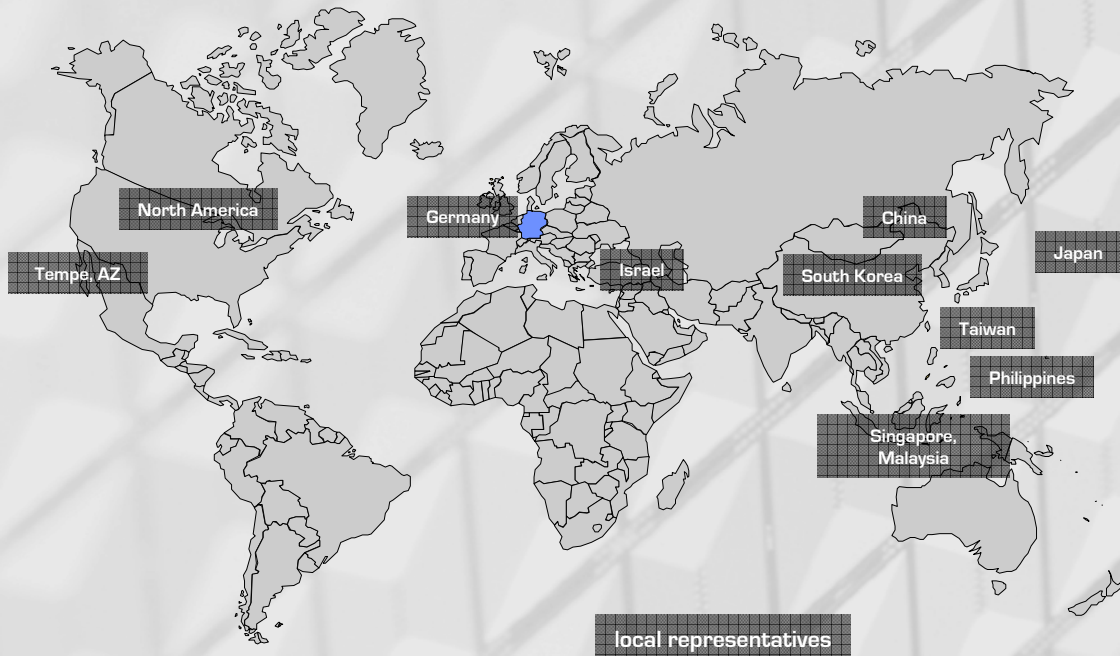 North America
Germany
China
Japan
Tempe, AZ
Israel
South Korea
Taiwan
Philippines
Singapore,
Malaysia
local representatives